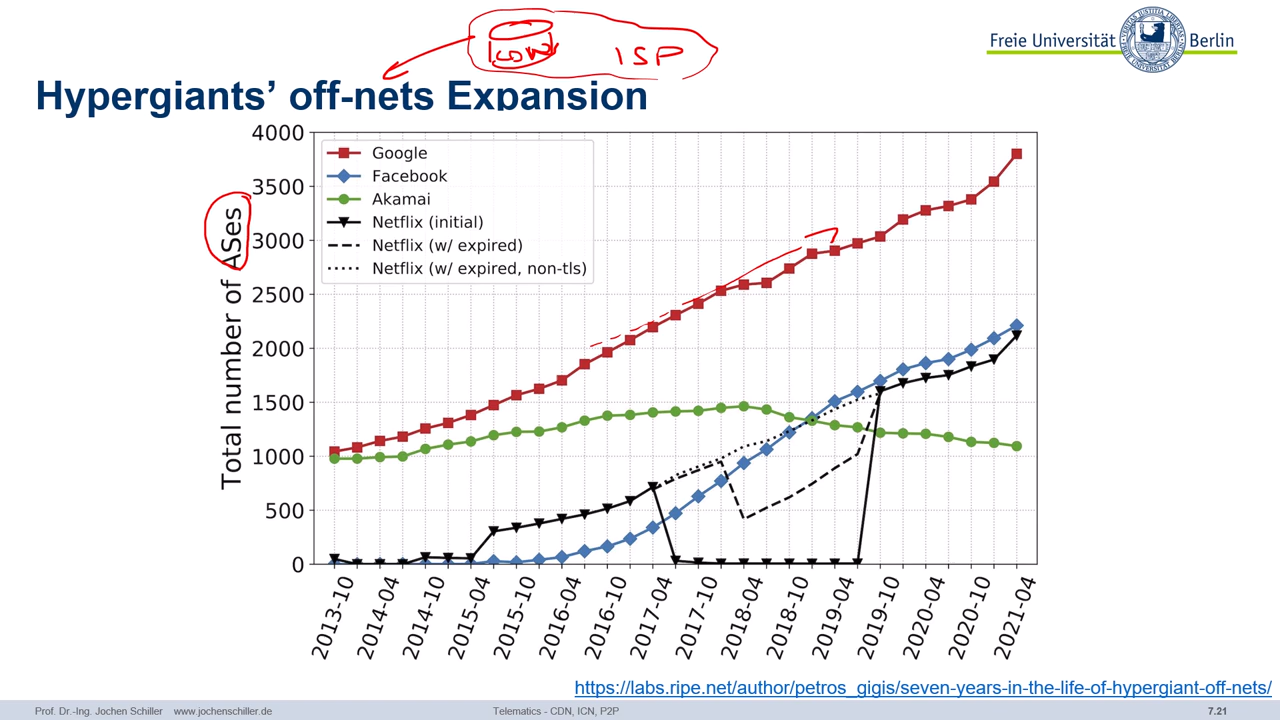 CDN
ISP
Freie Universität Berlin
Hypergiants’ off-nets Expansion
Total number of ASes
4000
3500
3000
2500
2000
1500
1000
500
0
Google
Facebook
Akamai
Netflix (initial)
Netflix (w/ expired)
Netflix (w/ expired, non-tls)
2013-10
2014-04
2014-10
2015-04
2015-10
2016-04
2016-10
2017-04
2017-10
2018-04
2018-10
2019-04
2019-10
2020-04
2020-10
2021-04
https://labs.ripe.net/author/petros_gigis/seven-years-in-the-life-of-hypergiant-off-nets/
Prof. Dr.-Ing. Jochen Schiller www.jochenschiller.de
Telematics - CDN, ICN, P2P
7.21